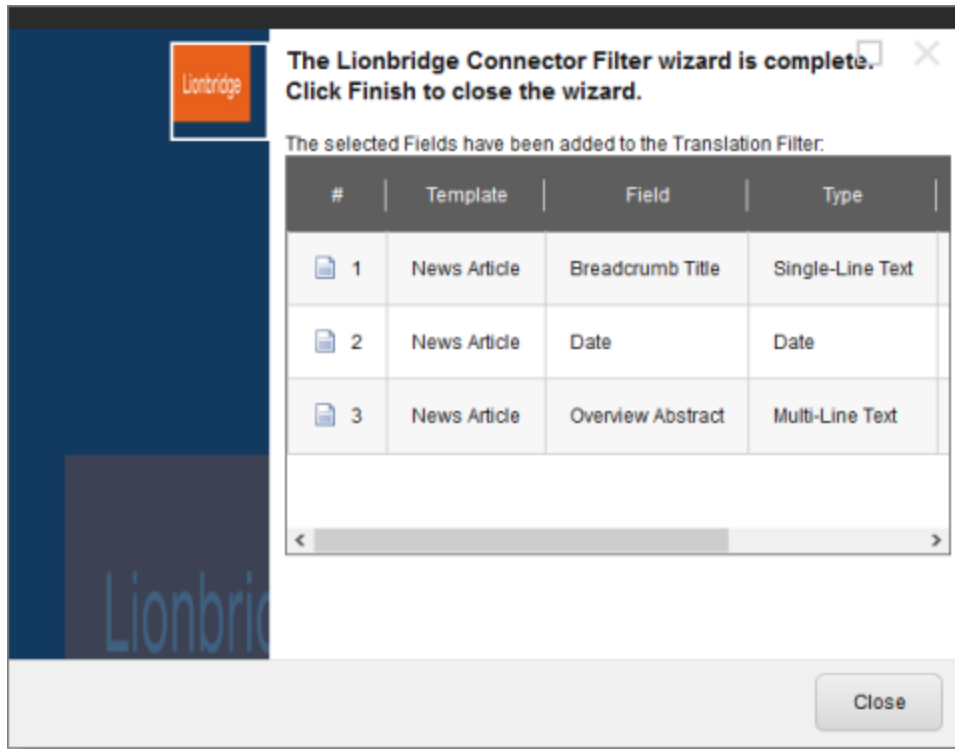 Lionbridge
The Lionbridge Connector Filter wizard is complete.
Click Finish to close the wizard.
The selected Fields have been added to the Translation Filter:
# Template Field Type
1 News Article Breadcrumb Title Single-Line Text
2 News Article Date Date
3 News Article Overview Abstract Multi-Line Text
Lionbridg
Close